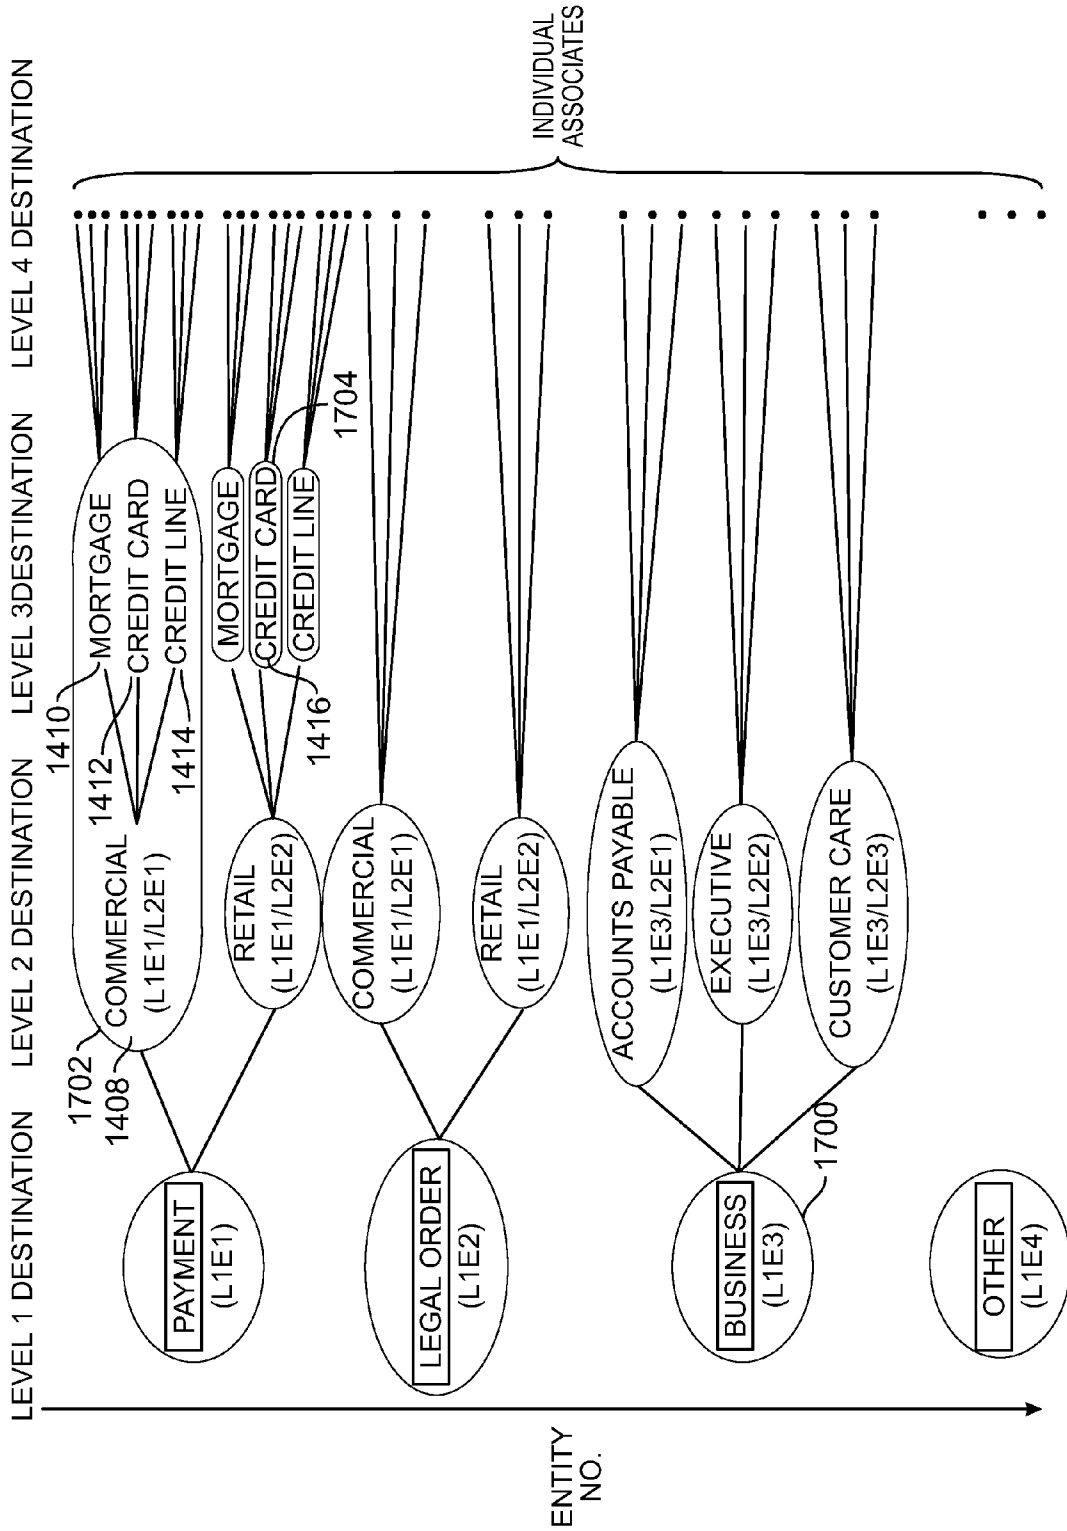 LEVEL 1 DESTINATION
LEVEL 2 DESTINATION
LEVEL 3DESTINATION
LEVEL 4 DESTINATION
ENTITY
NO.
PAYMENT
(L1E1)
1702
1408
COMMERCIAL
(L1E1/L2E1)
1410
1412
1414
MORTGAGE
CREDIT CARD
CREDIT LINE
RETAIL
(L1E1/L2E2)
MORTGAGE
CREDIT CARD
CREDIT LINE
1416
1704
LEGAL ORDER
(L1E2)
COMMERCIAL
(L1E1/L2E1)
RETAIL
(L1E1/L2E2)
BUSINESS
(L1E3)
1700
ACCOUNTS PAYABLE
(L1E3/L2E1)
EXECUTIVE
(L1E3/L2E2)
CUSTOMER CARE
(L1E3/L2E3)
OTHER
(L1E4)
INDIVIDUAL
ASSOCIATES